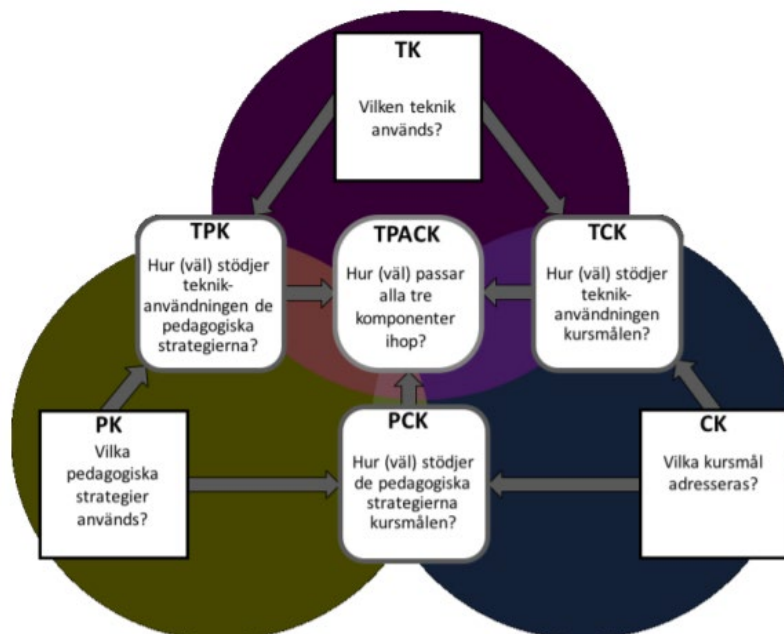 TK
Vilken teknik
används?
TPK
Hur (väl) stödjer
teknik-
användningen de
pedagogiska
strategierna?
TPACK
Hur (väl) passar
alla tre
komponenter
ihop?
TCK
Hur (väl) stödjer
teknik-
användningen
kursmålen?
PK
Vilka
pedagogiska
strategier
används?
PCK
Hur (väl) stödjer
de pedagogiska
strategierna
kursmålen?
CK
Vilka kursmål
adresseras?